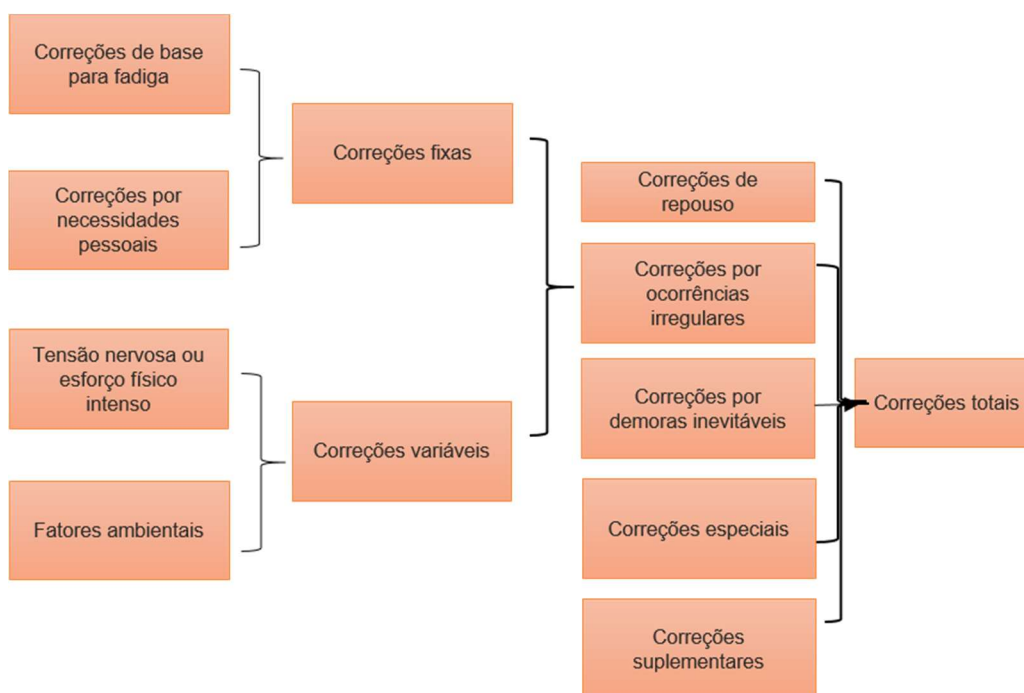 Correções de base
para fadiga
Correções por
necessidades
pessoais
Tensão nervosa ou
esforço físico
intenso
Fatores ambientais
Correções fixas
Correções variáveis
Correções de
repouso
Correções por
ocorrências
irregulares
Correções por
demoras inevitáveis
Correções especiais
Correções
suplementares
Correções totais